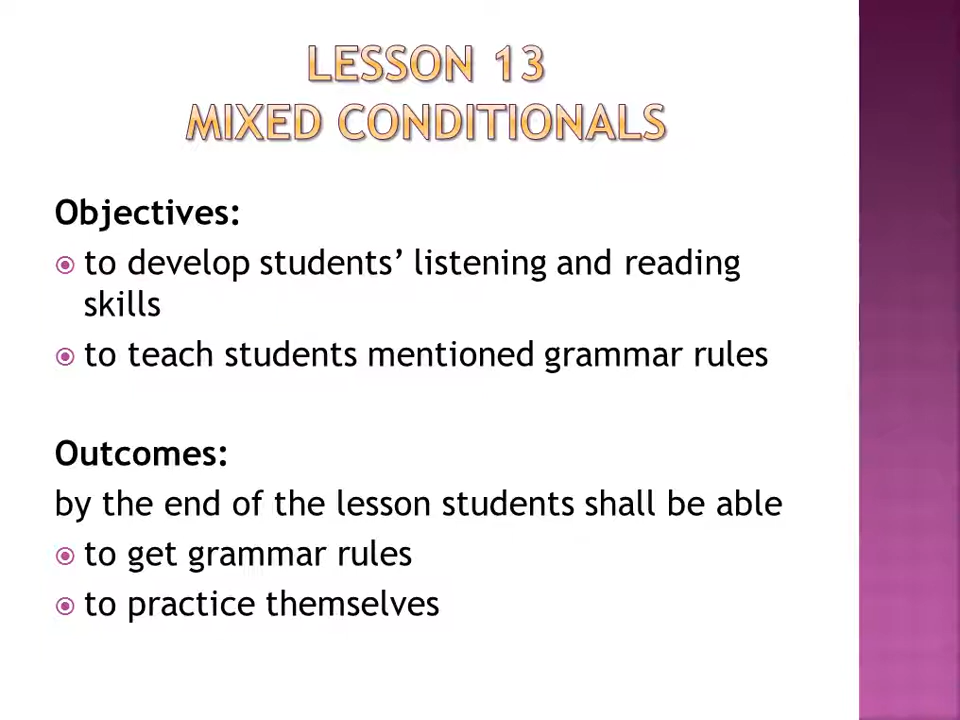 LESSON 13
MIXED CONDITIONALS
Objectives:
to develop students’ listening and reading
skills
to teach students mentioned grammar rules
Outcomes:
by the end of the lesson students shall be able
to get grammar rules
to practice themselves